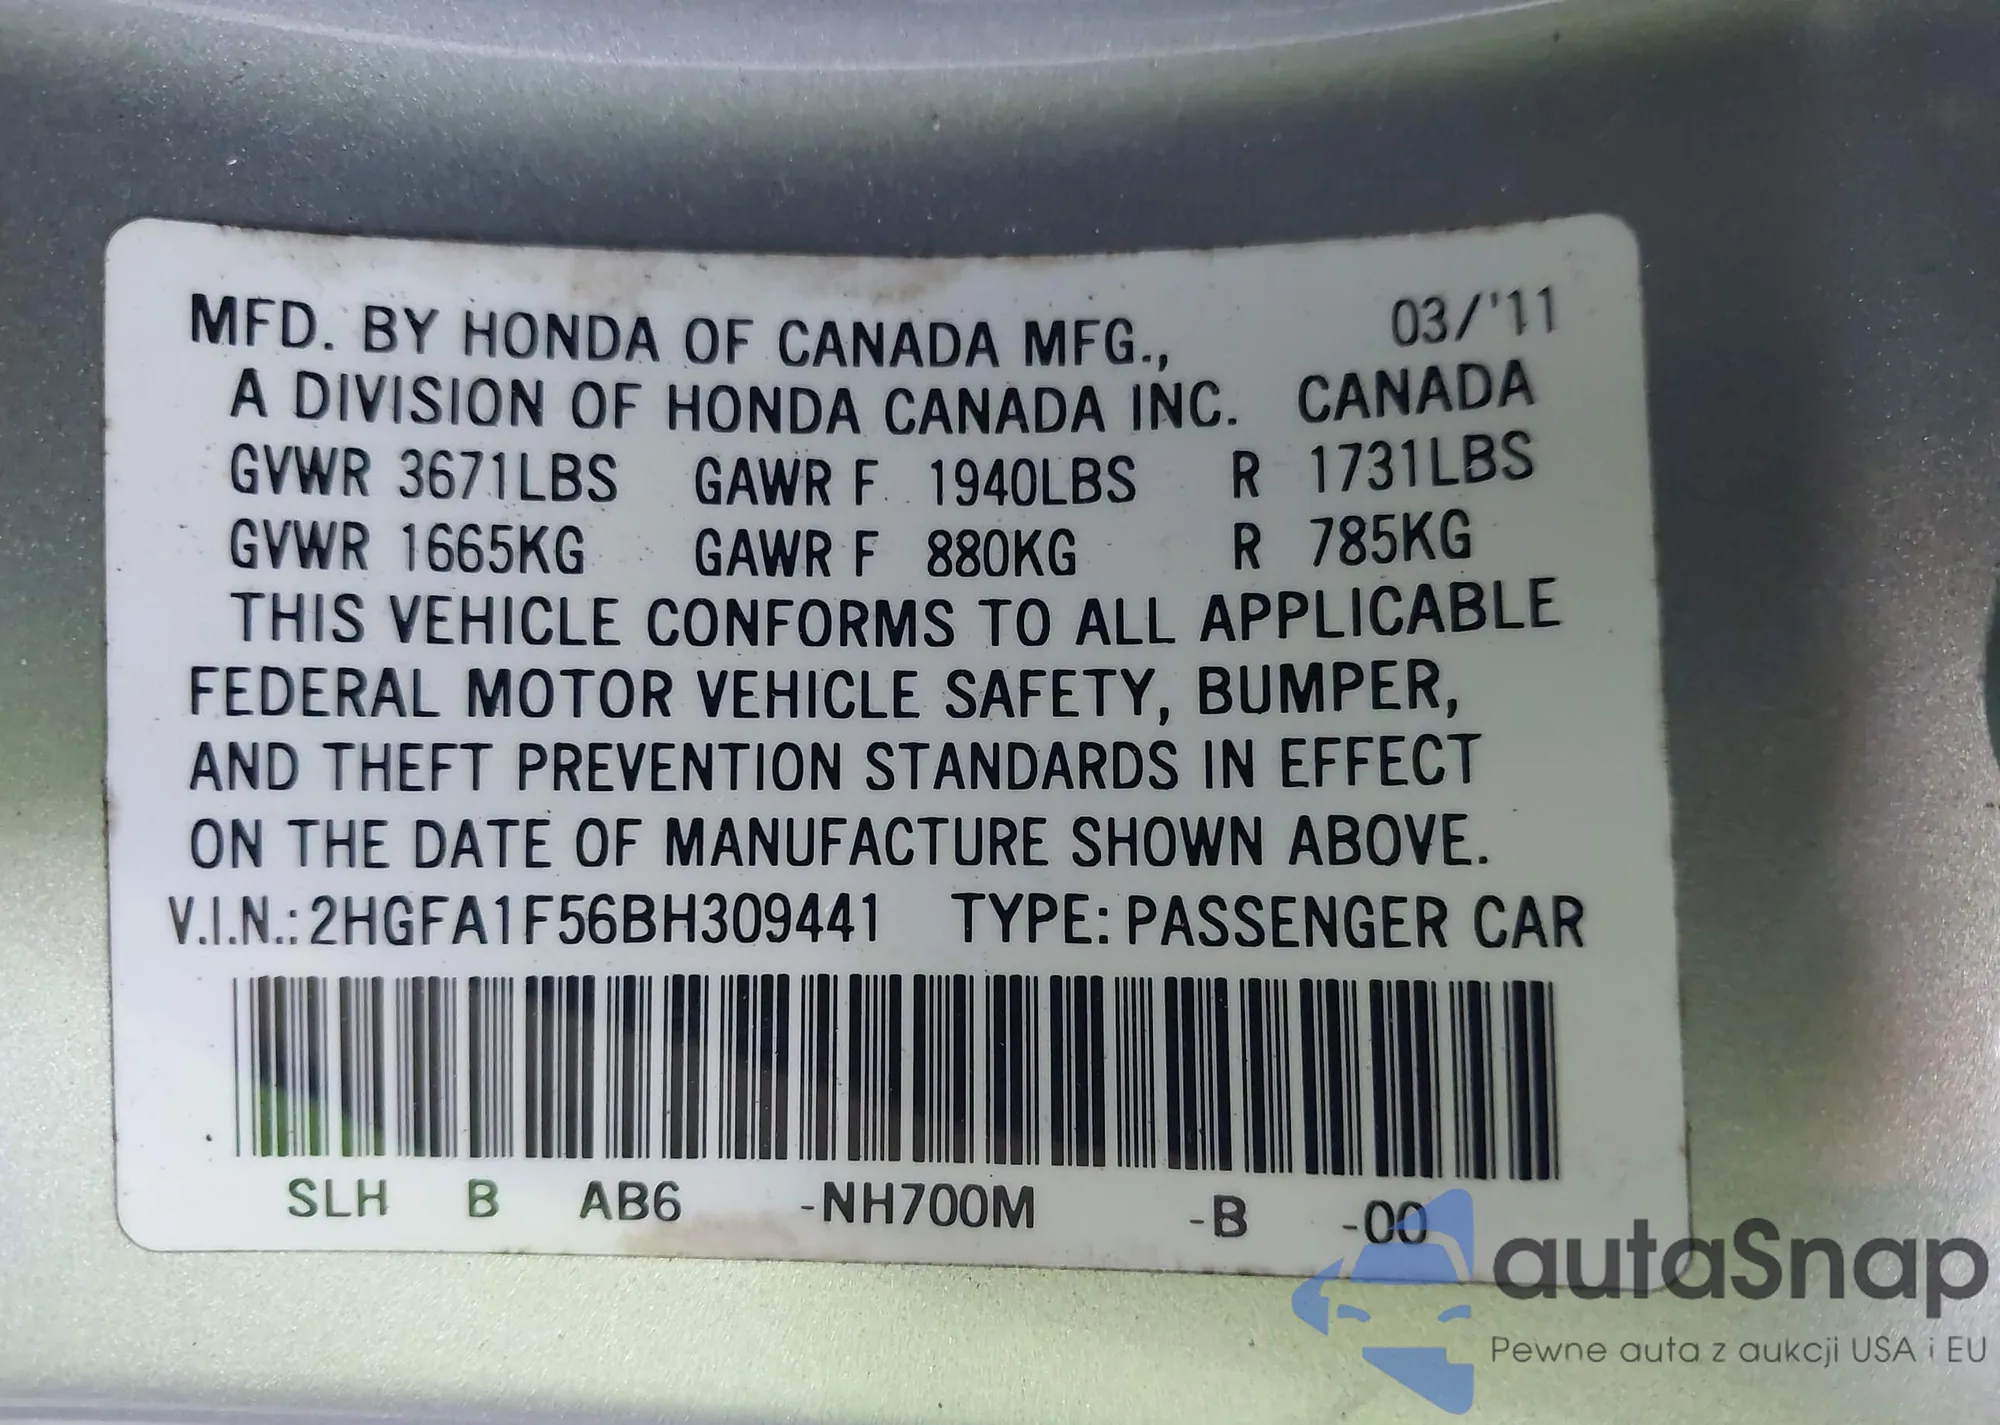 MFD. BY HONDA OF CANADA MFG., 03/'11
A DIVISION OF HONDA CANADA INC. CANADA
GVWR 3671LBS GAWR F 1940LBS R 1731LBS
GVWR 1665KG GAWR F 880KG R 785KG
THIS VEHICLE CONFORMS TO ALL APPLICABLE
FEDERAL MOTOR VEHICLE SAFETY, BUMPER,
AND THEFT PREVENTION STANDARDS IN EFFECT
ON THE DATE OF MANUFACTURE SHOWN ABOVE.
V.I.N.: 2HGFA1F56BH309441 TYPE: PASSENGER CAR
SLH B AB6 -NH700M -B -00
autaSnap
Pewne auta z aukcji USA i EU